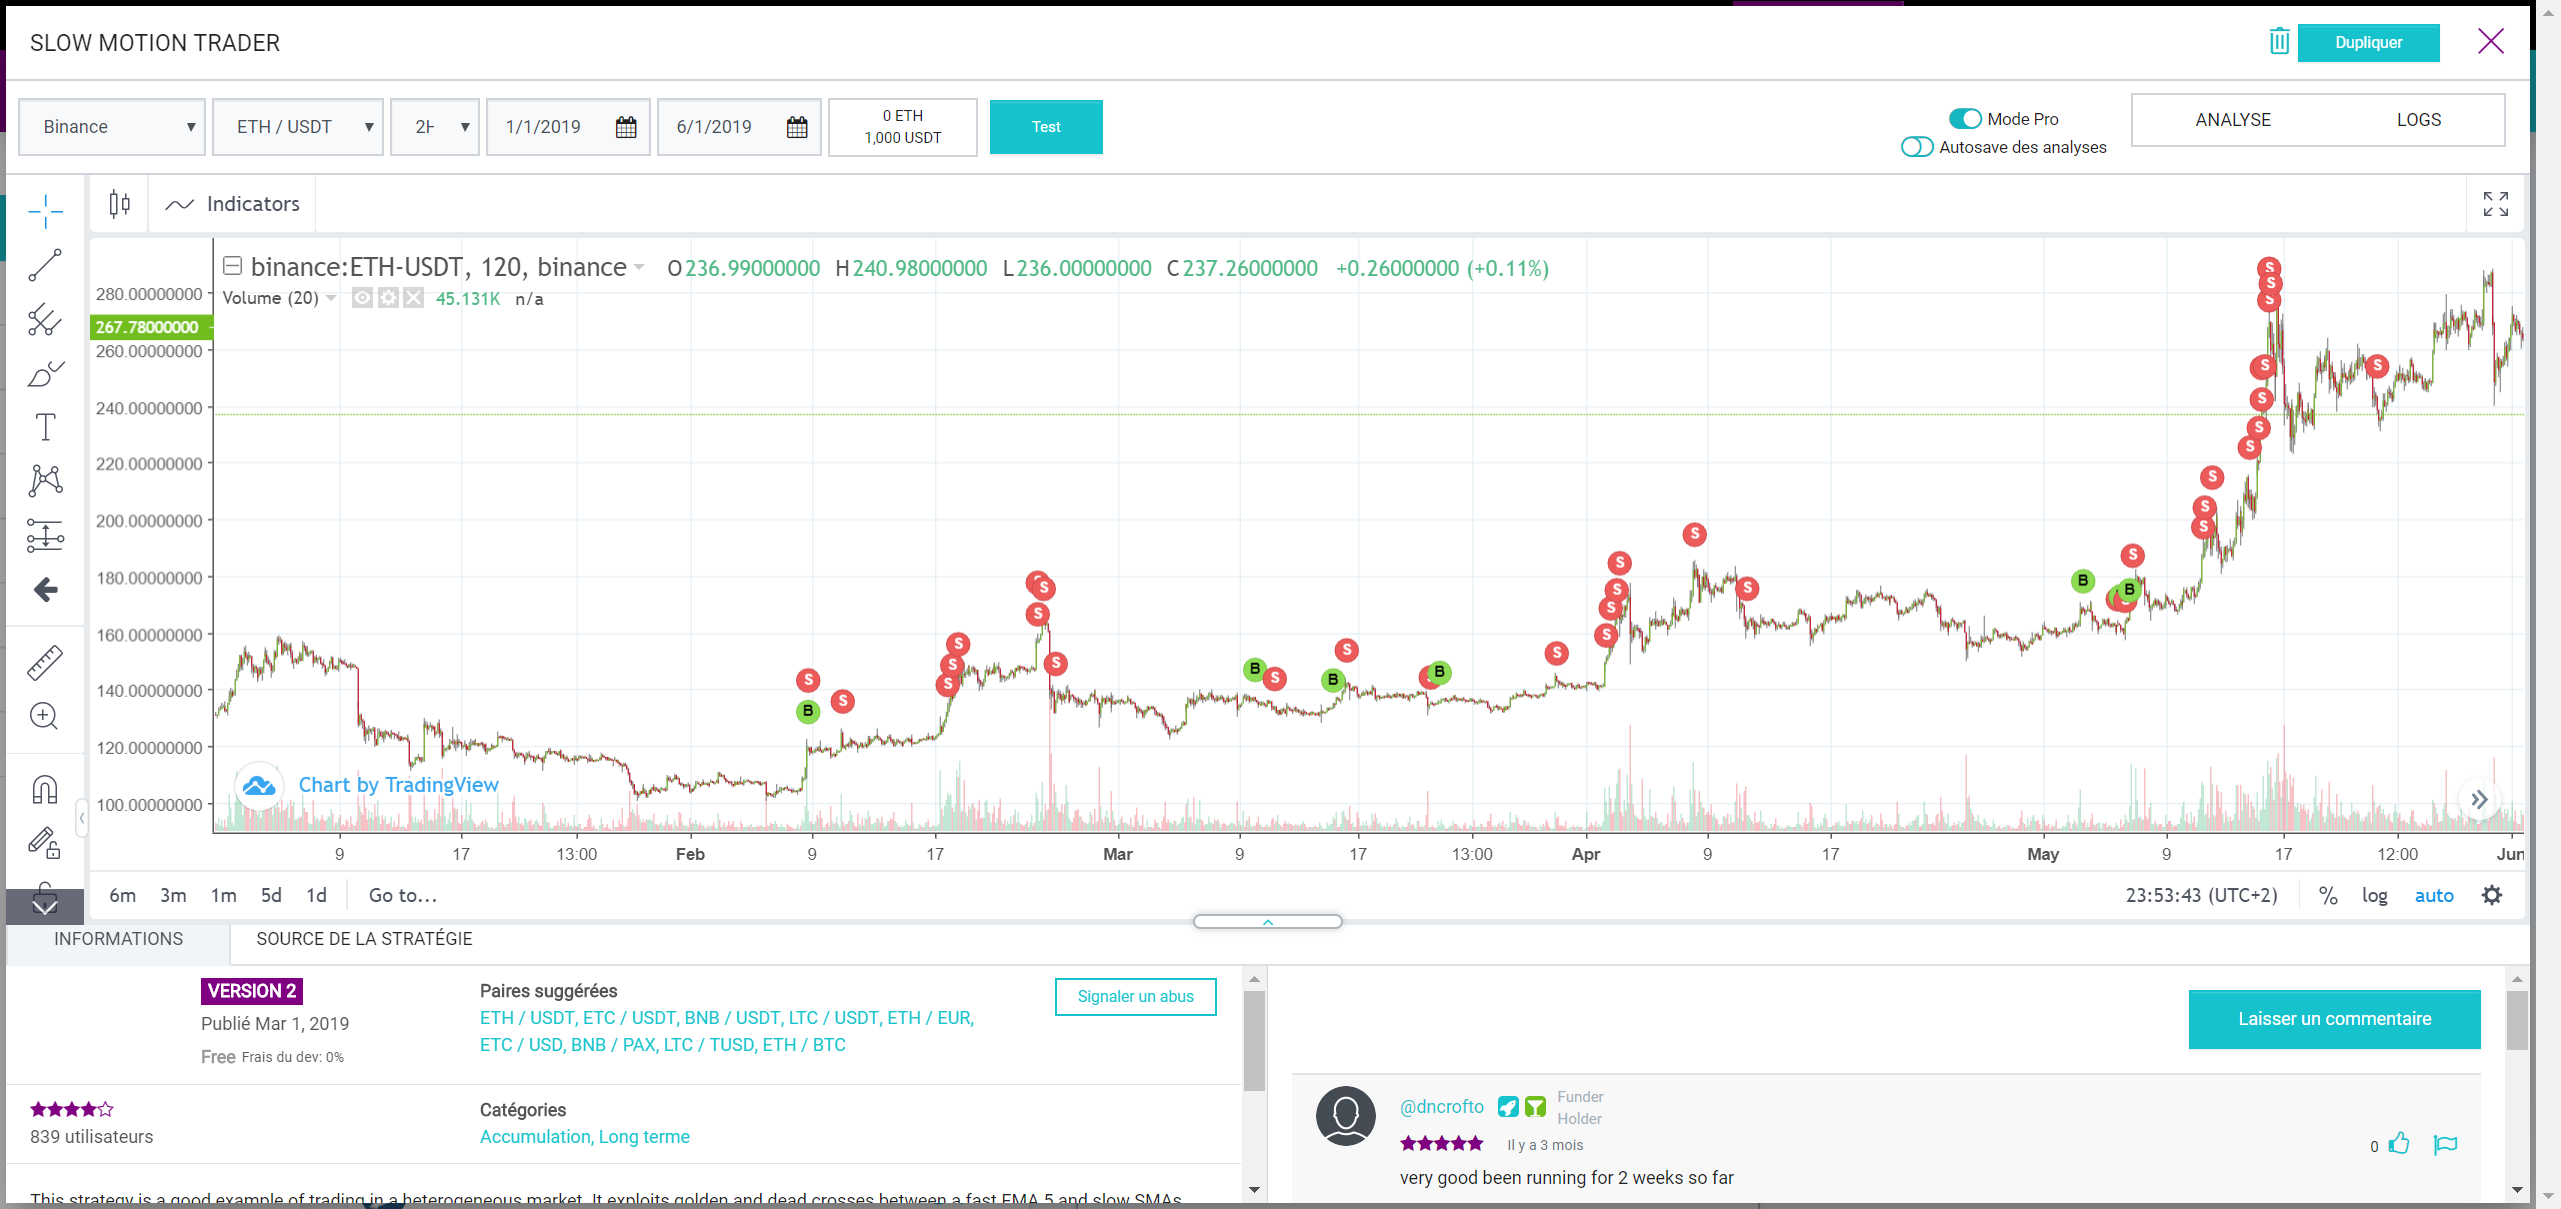 SLOW MOTION TRADER
Dupliquer
Binance
ETH / USDT
1/1/2019
6/1/2019
0 ETH
1,000 USDT
Test
Mode Pro
Autosave des analyses
ANALYSE
LOGS
Indicators
binance:ETH-USDT, 120, binance O236.99000000 H240.98000000 L236.00000000 C237.26000000 +0.26000000 (+0.11%)
Volume (20) 45.131K n/a
280.00000000
267.78000000
260.00000000
240.00000000
220.00000000
200.00000000
180.00000000
160.00000000
140.00000000
120.00000000
100.00000000
S
B
Chart by TradingView
9 17 13:00 Feb 9 17 Mar 9 17 13:00 Apr 9 17 May 9 17 12:00 Jun
6m 3m 1m 5d 1d Go to...
23:53:43 (UTC+2) % log auto
INFORMATIONS
SOURCE DE LA STRATÉGIE
VERSION 2
Publié Mar 1, 2019
Free Frais du dev: 0%
Paires suggérées
ETH / USDT, ETC / USDT, BNB / USDT, LTC / USDT, ETH / EUR,
ETC / USD, BNB / PAX, LTC / TUSD, ETH / BTC
Signaler un abus
839 utilisateurs
Catégories
Accumulation, Long terme
This strategy is a good example of trading in a heterogeneous market. It exploits golden and dead crosses between a fast EMA 5 and slow SMAs
Laisser un commentaire
@dncrofto
Funder
Holder
Il y a 3 mois
0
very good been running for 2 weeks so far